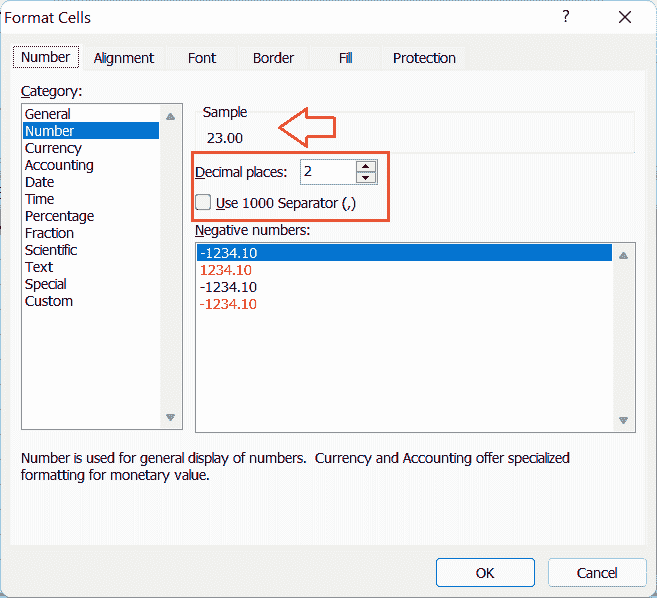 Format Cells
?
Number Alignment Font Border Fill Protection
Category:
General
Number
Currency
Accounting
Date
Time
Percentage
Fraction
Scientific
Text
Special
Custom
Sample
23.00
Decimal places: 2
Use 1000 Separator (,)
Negative numbers:
-1234.10
1234.10
-1234.10
-1234.10
Number is used for general display of numbers. Currency and Accounting offer specialized
formatting for monetary value.
OK Cancel